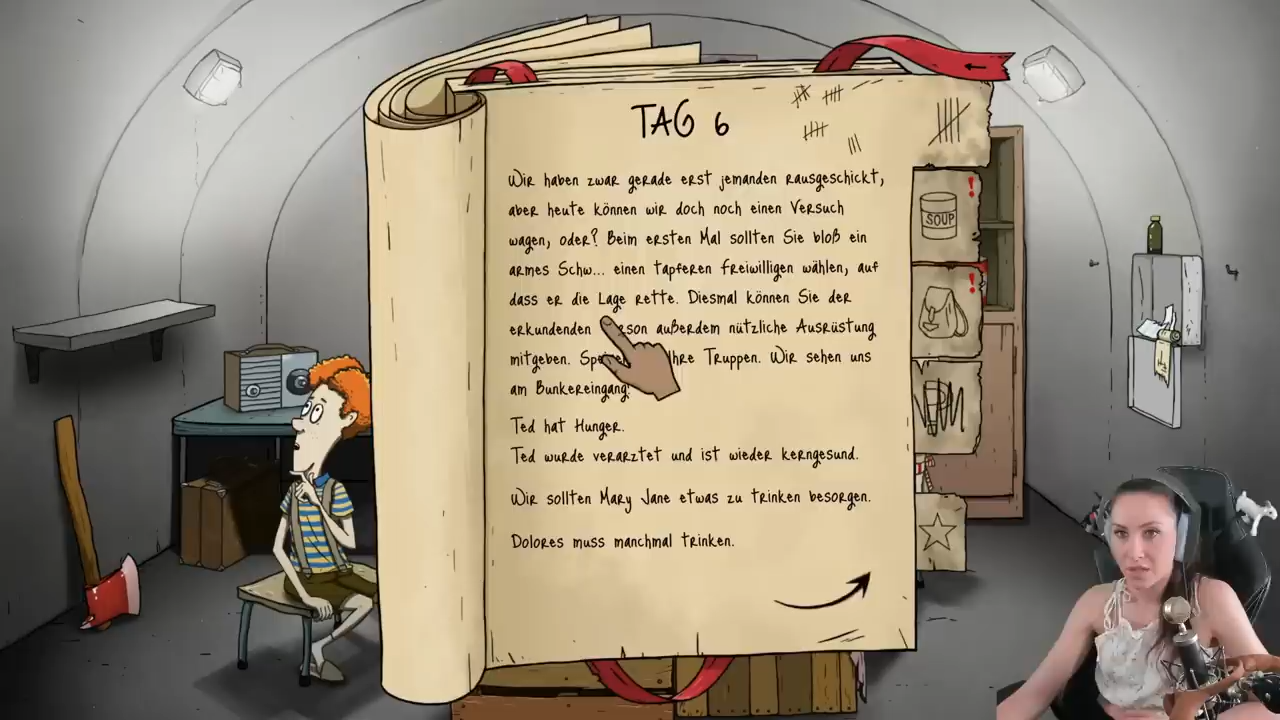 TAG 6
Wir haben zwar gerade erst jemanden rausgeschickt,
aber heute können wir doch noch einen Versuch
wagen, oder? Beim ersten Mal sollten Sie bloß ein
armes Schw... einen tapferen Freiwilligen wählen, auf
dass er die Lage rette. Diesmal können Sie der
erkundenden außerdem nützliche Ausrüstung
mitgeben. Ihre Truppen. Wir sehen uns
am Bunkereingang!
Ted hat Hunger.
Ted wurde verarztet und ist wieder kerngesund.
Wir sollten Mary Jane etwas zu trinken besorgen.
Dolores muss manchmal trinken.
SOUP
!
!